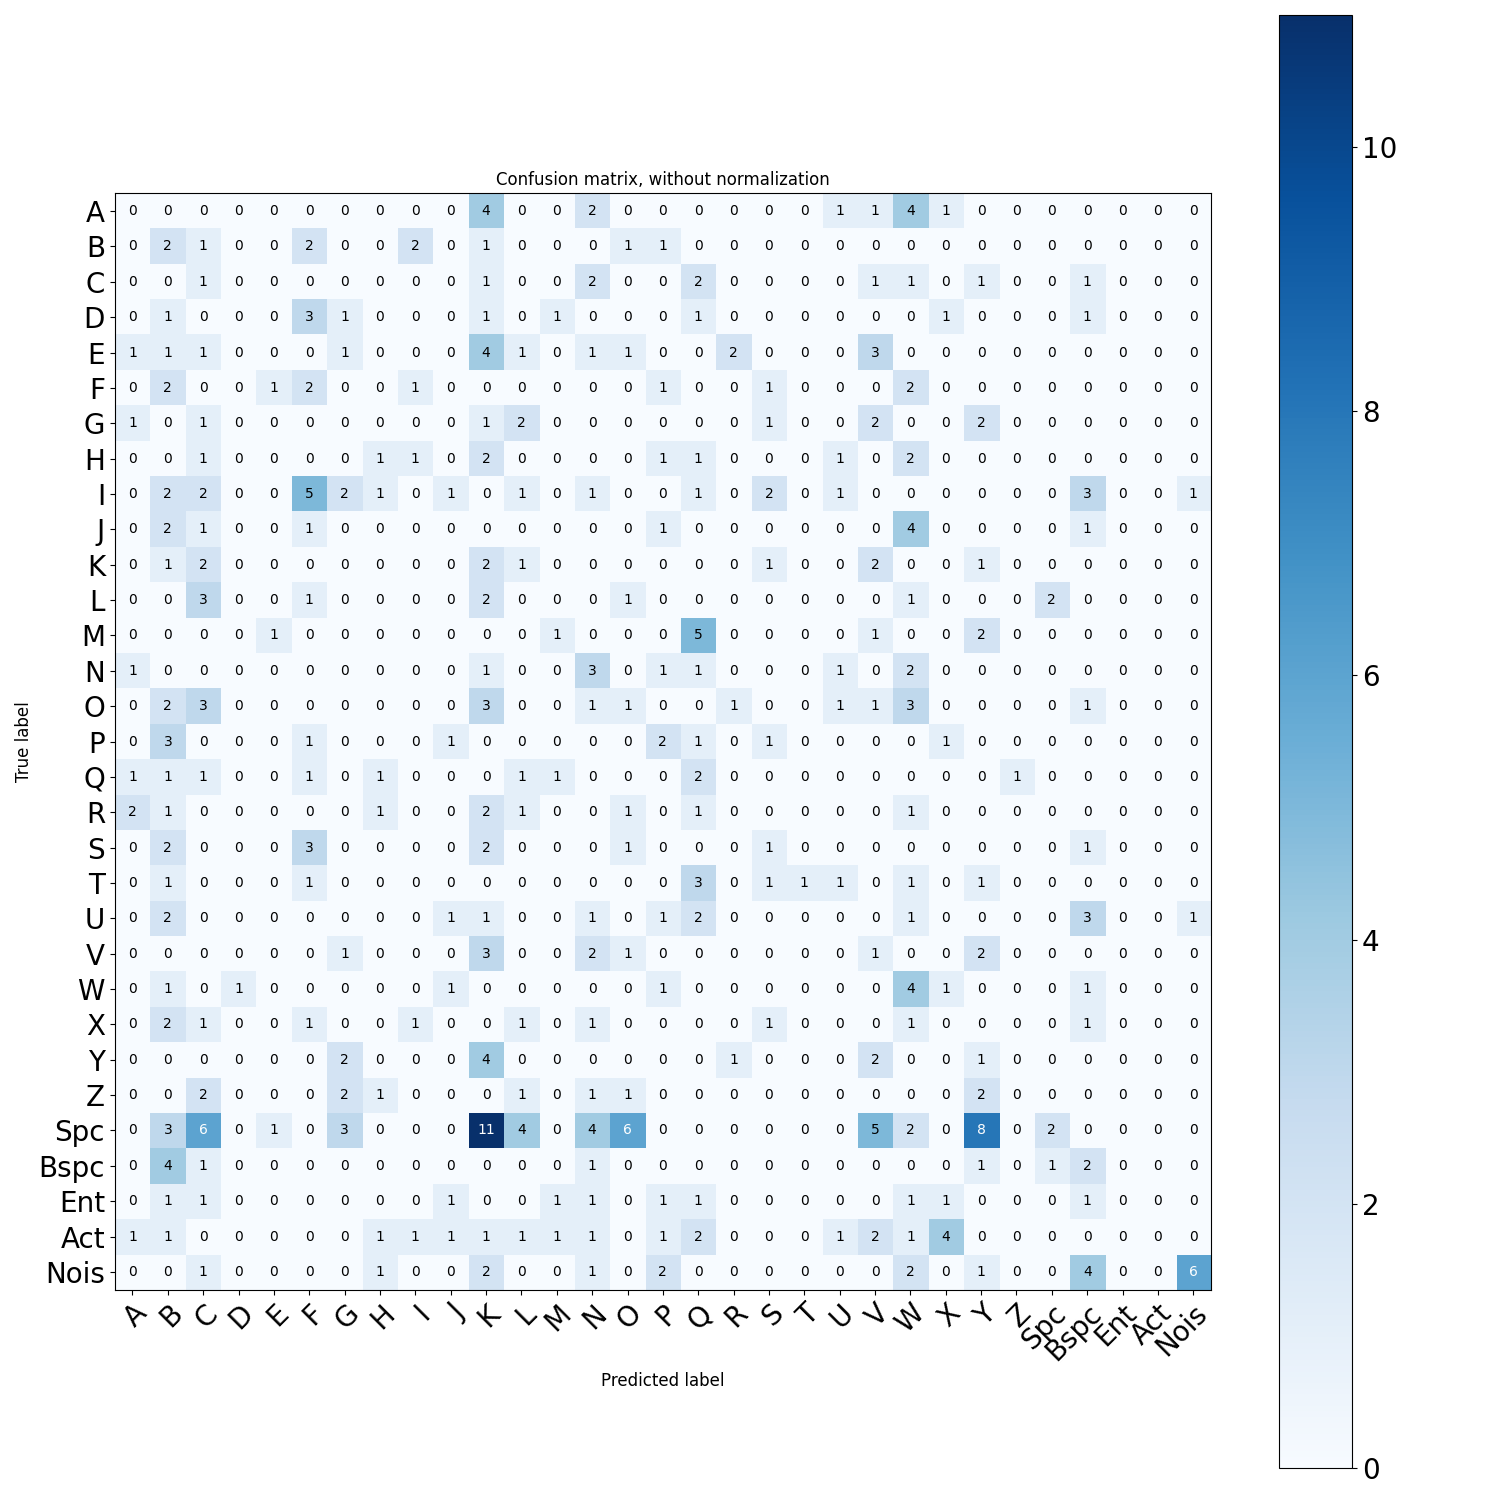 Confusion matrix, without normalization
A 0 0 0 0 0 0 0 0 0 0 4 0 0 2 0 0 0 0 0 0 1 1 4 1 0 0 0 0 0 0 0
B 0 2 1 0 0 2 0 0 2 0 1 0 0 0 1 1 0 0 0 0 0 0 0 0 0 0 0 0 0 0 0
C 0 0 1 0 0 0 0 0 0 0 1 0 0 2 0 0 2 0 0 0 0 1 1 0 1 0 0 1 0 0 0
D 0 1 0 0 0 3 1 0 0 0 1 0 1 0 0 0 1 0 0 0 0 0 0 1 0 0 0 1 0 0 0
E 1 1 1 0 0 0 1 0 0 0 4 1 0 1 1 0 0 2 0 0 0 3 0 0 0 0 0 0 0 0 0
F 0 2 0 0 1 2 0 0 1 0 0 0 0 0 0 1 0 0 1 0 0 0 2 0 0 0 0 0 0 0 0
G 1 0 1 0 0 0 0 0 0 0 1 2 0 0 0 0 0 0 1 0 0 2 0 0 2 0 0 0 0 0 0
H 0 0 1 0 0 0 0 1 1 0 2 0 0 0 0 1 1 0 0 0 1 0 2 0 0 0 0 0 0 0 0
I 0 2 2 0 0 5 2 1 0 1 0 1 0 1 0 0 1 0 2 0 1 0 0 0 0 0 0 3 0 0 1
J 0 2 1 0 0 1 0 0 0 0 0 0 0 0 0 1 0 0 0 0 0 0 4 0 0 0 0 1 0 0 0
K 0 1 2 0 0 0 0 0 0 0 2 1 0 0 0 0 0 0 1 0 0 2 0 0 1 0 0 0 0 0 0
L 0 0 3 0 0 1 0 0 0 0 2 0 0 0 1 0 0 0 0 0 0 0 1 0 0 0 2 0 0 0 0
M 0 0 0 0 1 0 0 0 0 0 0 0 1 0 0 0 5 0 0 0 0 1 0 0 2 0 0 0 0 0 0
N 1 0 0 0 0 0 0 0 0 0 1 0 0 3 0 1 1 0 0 0 1 0 2 0 0 0 0 0 0 0 0
O 0 2 3 0 0 0 0 0 0 0 3 0 0 1 1 0 0 1 0 0 1 1 3 0 0 0 0 1 0 0 0
P 0 3 0 0 0 1 0 0 0 1 0 0 0 0 0 2 1 0 1 0 0 0 0 1 0 0 0 0 0 0 0
Q 1 1 1 0 0 1 0 1 0 0 0 1 1 0 0 0 2 0 0 0 0 0 0 0 0 1 0 0 0 0 0
R 2 1 0 0 0 0 0 1 0 0 2 1 0 0 1 0 1 0 0 0 0 0 1 0 0 0 0 0 0 0 0
S 0 2 0 0 0 3 0 0 0 0 2 0 0 0 1 0 0 0 1 0 0 0 0 0 0 0 0 1 0 0 0
T 0 1 0 0 0 1 0 0 0 0 0 0 0 0 0 0 3 0 1 1 1 0 1 0 1 0 0 0 0 0 0
U 0 2 0 0 0 0 0 0 0 1 1 0 0 1 0 1 2 0 0 0 0 0 1 0 0 0 0 3 0 0 1
V 0 0 0 0 0 0 1 0 0 0 3 0 0 2 1 0 0 0 0 0 0 1 0 0 2 0 0 0 0 0 0
W 0 1 0 1 0 0 0 0 0 1 0 0 0 0 0 1 0 0 0 0 0 0 4 1 0 0 0 1 0 0 0
X 0 2 1 0 0 1 0 0 1 0 0 1 0 1 0 0 0 0 1 0 0 0 1 0 0 0 0 1 0 0 0
Y 0 0 0 0 0 0 2 0 0 0 4 0 0 0 0 0 0 1 0 0 0 2 0 0 1 0 0 0 0 0 0
Z 0 0 2 0 0 0 2 1 0 0 0 1 0 1 1 0 0 0 0 0 0 0 0 0 2 0 0 0 0 0 0
Spc 0 3 6 0 1 0 3 0 0 0 11 4 0 4 6 0 0 0 0 0 0 5 2 0 8 0 2 0 0 0 0
Bspc 0 4 1 0 0 0 0 0 0 0 0 0 0 1 0 0 0 0 0 0 0 0 0 0 1 0 1 2 0 0 0
Ent 0 1 1 0 0 0 0 0 0 1 0 0 1 1 0 1 1 0 0 0 0 0 1 1 0 0 0 1 0 0 0
Act 1 1 0 0 0 0 0 1 1 1 1 1 1 1 0 1 2 0 0 0 1 2 1 4 0 0 0 0 0 0 0
Nois 0 0 1 0 0 0 0 1 0 0 2 0 0 1 0 2 0 0 0 0 0 0 2 0 1 0 0 4 0 0 6
A B C D E F G H I J K L M N O P Q R S T U V W X Y Z Spc Bspc Ent Act Nois
Predicted label
True label
10
8
6
4
2
0